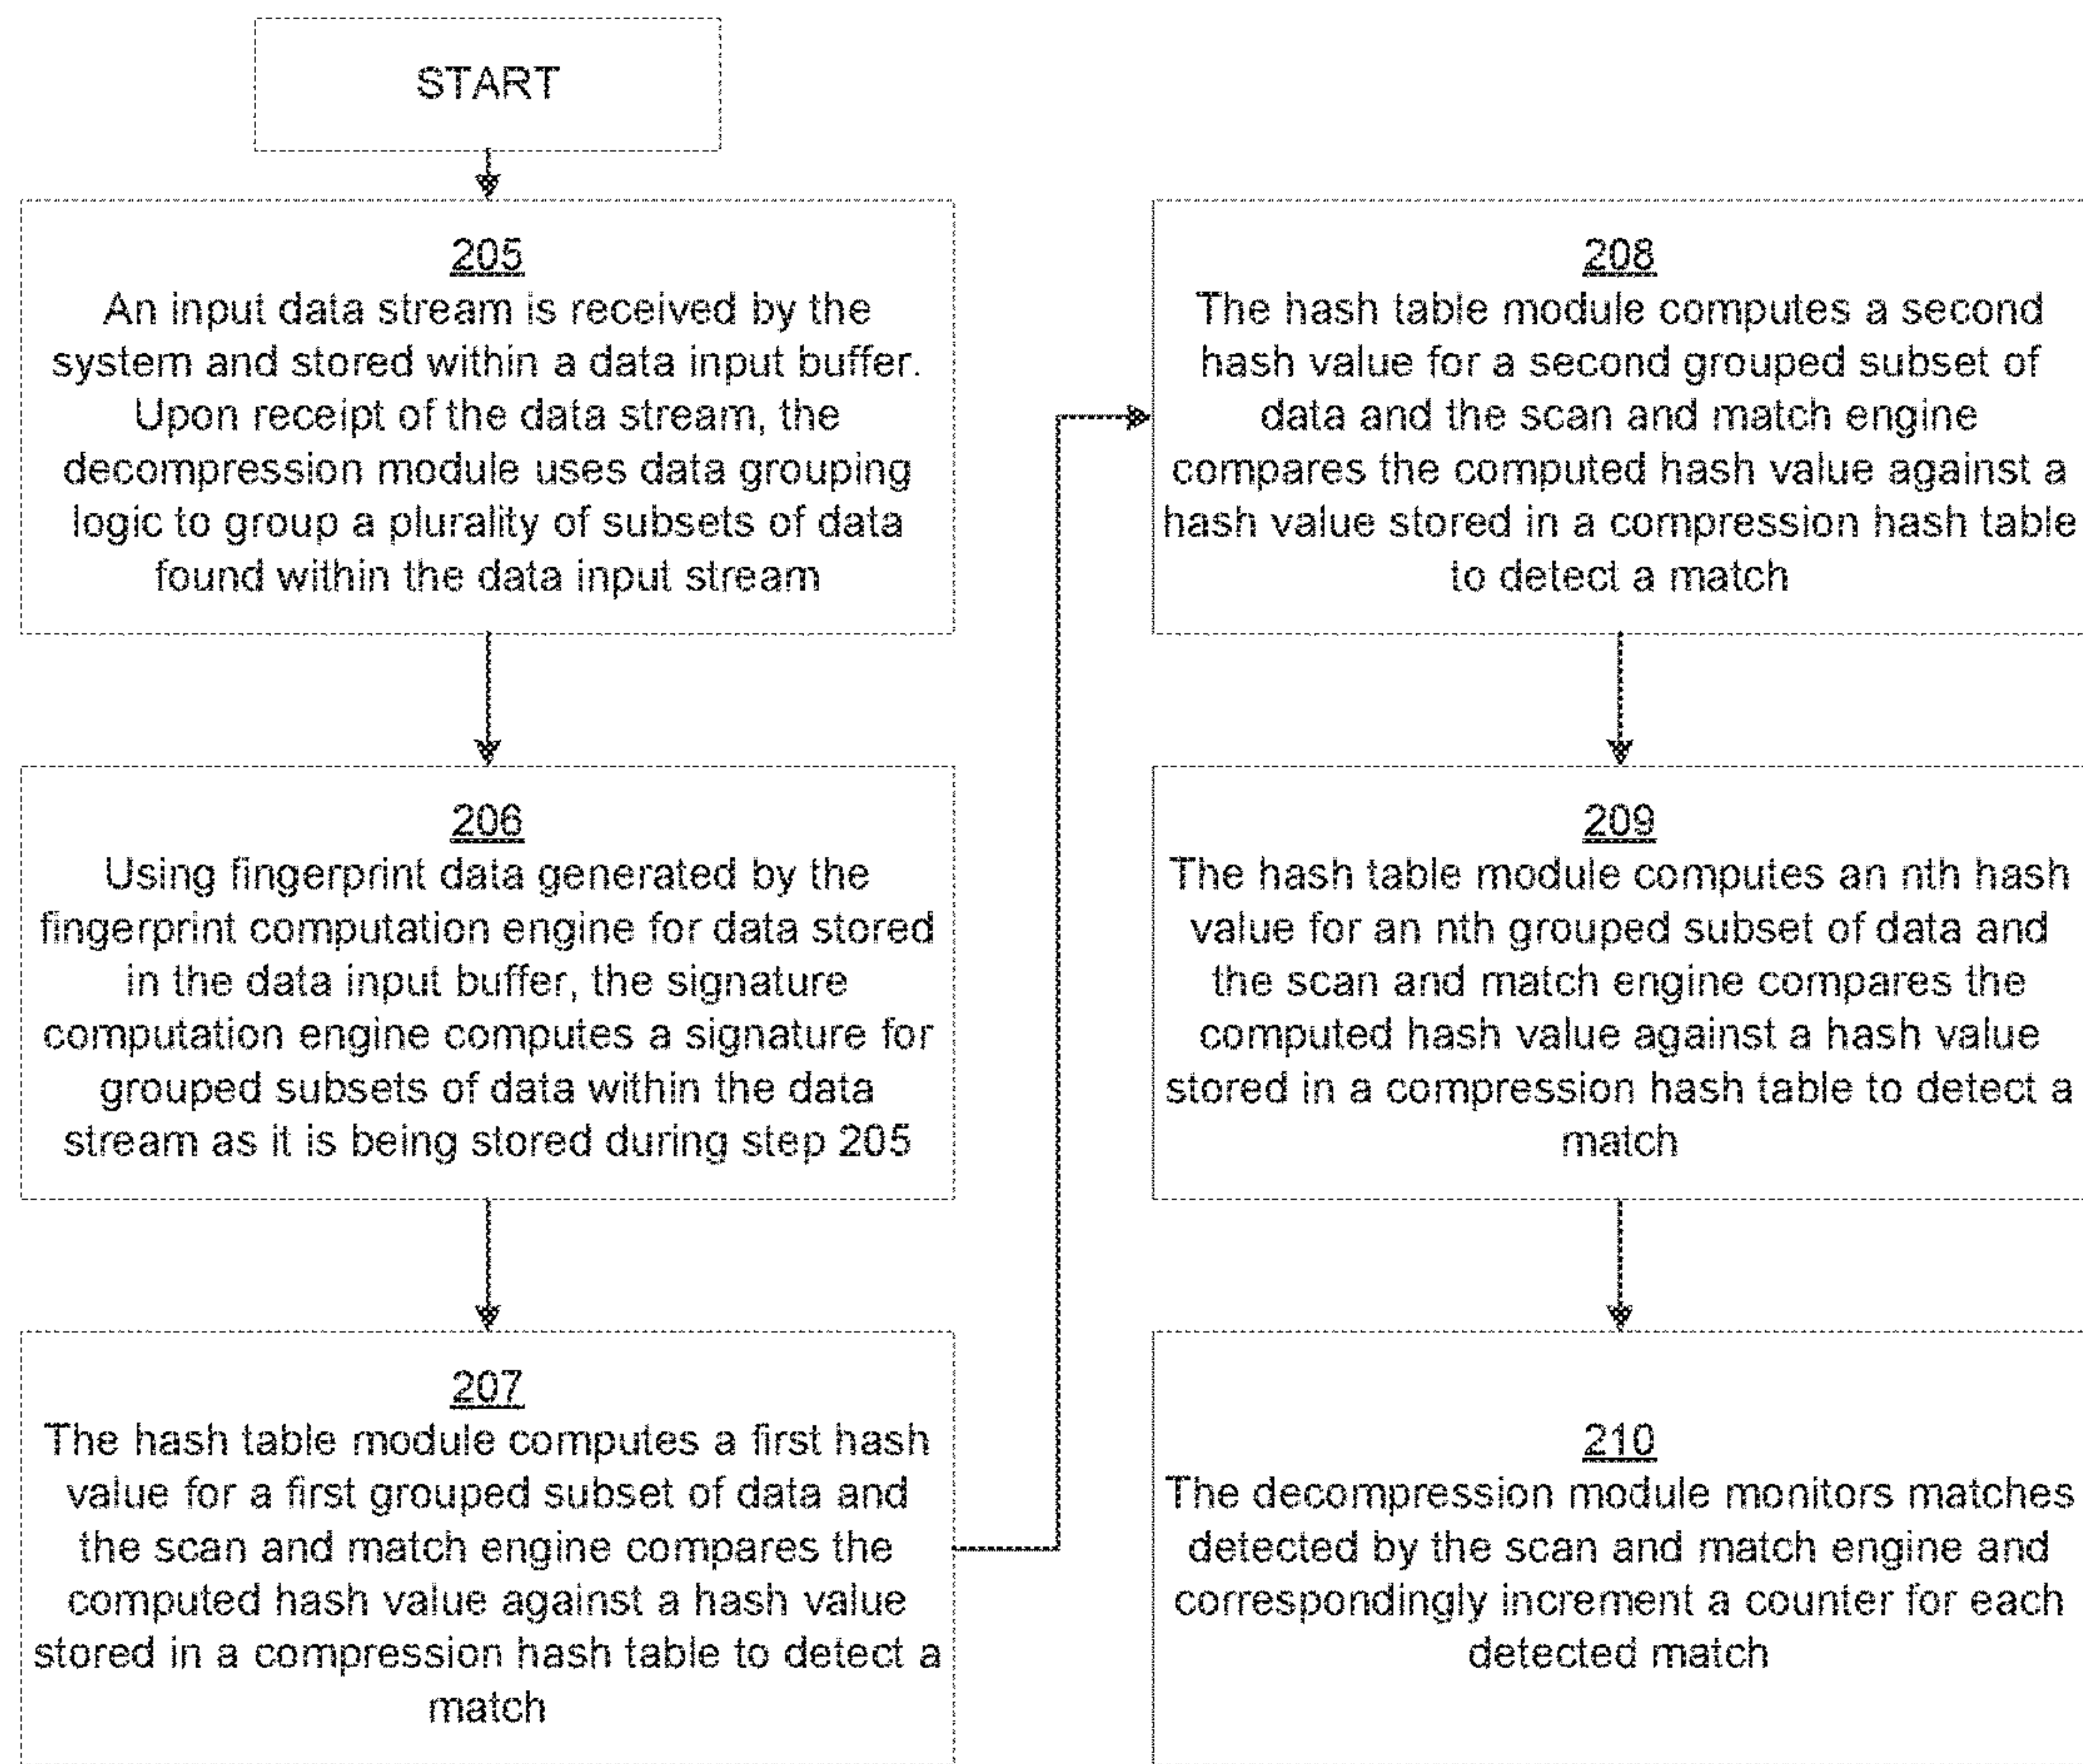 START
205
An input data stream is received by the
system and stored within a data input buffer.
Upon receipt of the data stream, the
decompression module uses data grouping
logic to group a plurality of subsets of data
found within the data input stream
206
Using fingerprint data generated by the
fingerprint computation engine for data stored
in the data input buffer, the signature
computation engine computes a signature for
grouped subsets of data within the data
stream as it is being stored during step 205
207
The hash table module computes a first hash
value for a first grouped subset of data and
the scan and match engine compares the
computed hash value against a hash value
stored in a compression hash table to detect a
match
208
The hash table module computes a second
hash value for a second grouped subset of
data and the scan and match engine
compares the computed hash value against a
hash value stored in a compression hash table
to detect a match
209
The hash table module computes an nth hash
value for an nth grouped subset of data and
the scan and match engine compares the
computed hash value against a hash value
stored in a compression hash table to detect a
match
210
The decompression module monitors matches
detected by the scan and match engine and
correspondingly increment a counter for each
detected match